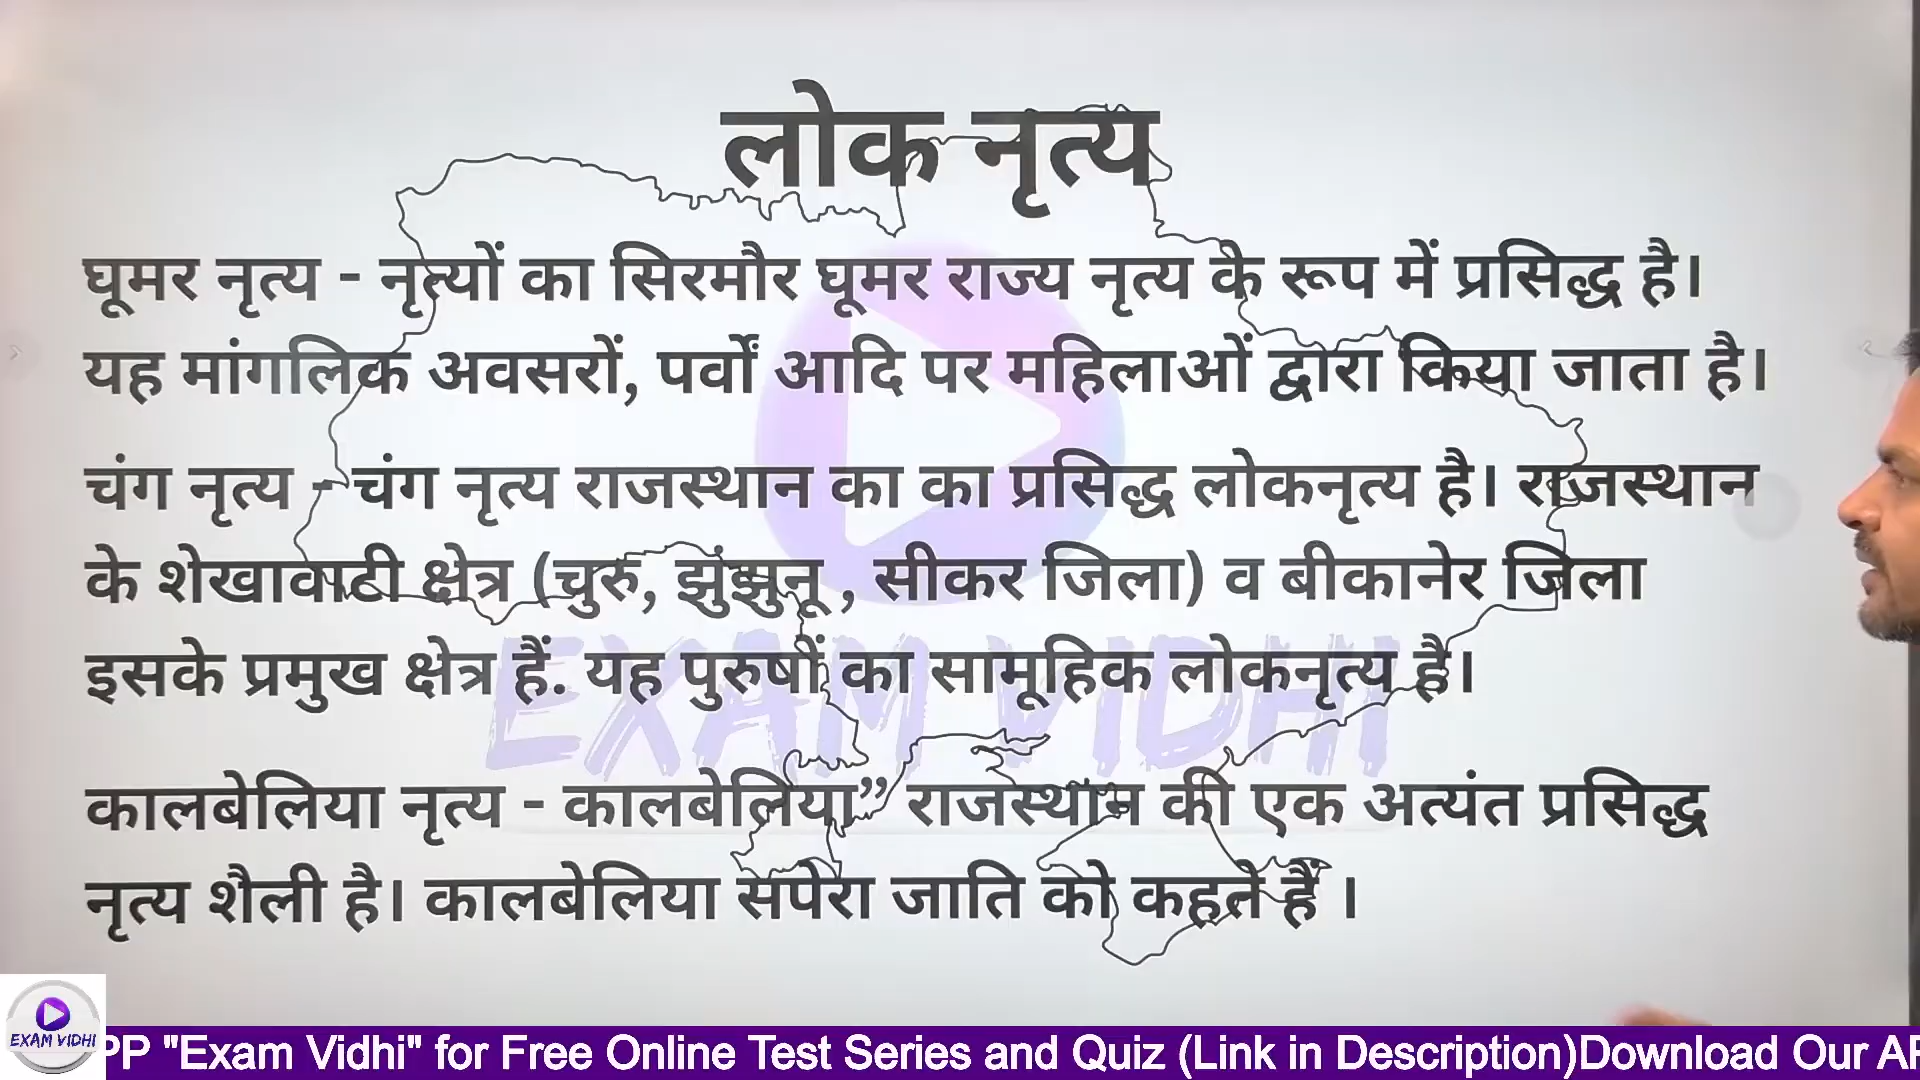 लोक नृत्य
घूमर नृत्य - नृत्यों का सिरमौर घूमर राज्य नृत्य के रूप में प्रसिद्ध है।
यह मांगलिक अवसरों, पर्वों आदि पर महिलाओं द्वारा किया जाता है।
चंग नृत्य - चंग नृत्य राजस्थान का का प्रसिद्ध लोकनृत्य है। राजस्थान
के शेखावाटी क्षेत्र (चुरु, झुंझुनू , सीकर जिला) व बीकानेर जिला
इसके प्रमुख क्षेत्र हैं. यह पुरुषों का सामूहिक लोकनृत्य है।
EXAM VIDHI
कालबेलिया नृत्य - कालबेलिया” राजस्थान की एक अत्यंत प्रसिद्ध
नृत्य शैली है। कालबेलिया सपेरा जाति को कहते हैं ।
EXAM VIDHI
PP "Exam Vidhi" for Free Online Test Series and Quiz (Link in Description)Download Our AP